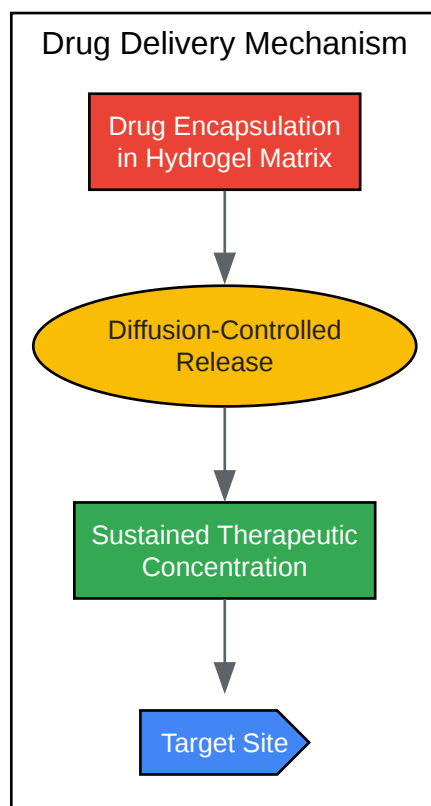 Drug Delivery Mechanism
Drug Encapsulation
in Hydrogel Matrix
Diffusion-Controlled
Release
Sustained Therapeutic
Concentration
Target Site